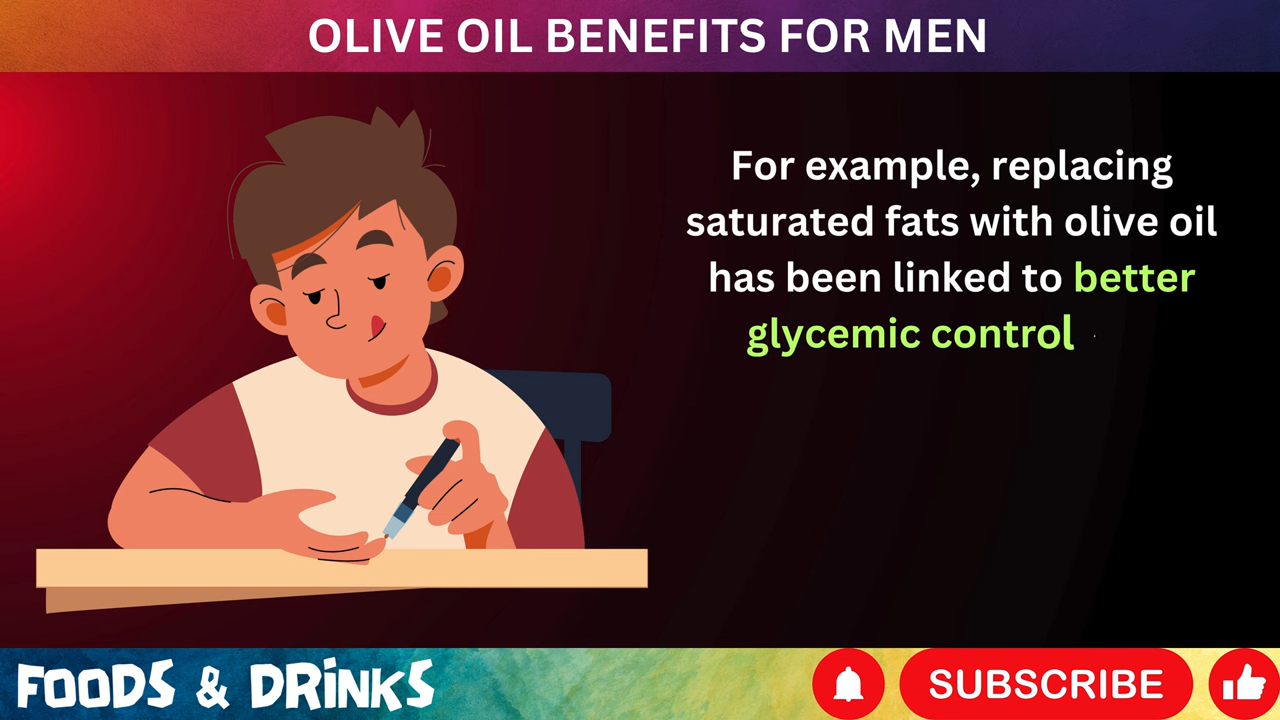 OLIVE OIL BENEFITS FOR MEN
For example, replacing
saturated fats with olive oil
has been linked to better
glycemic control
FOODS & DRiNKS
SUBSCRIBE